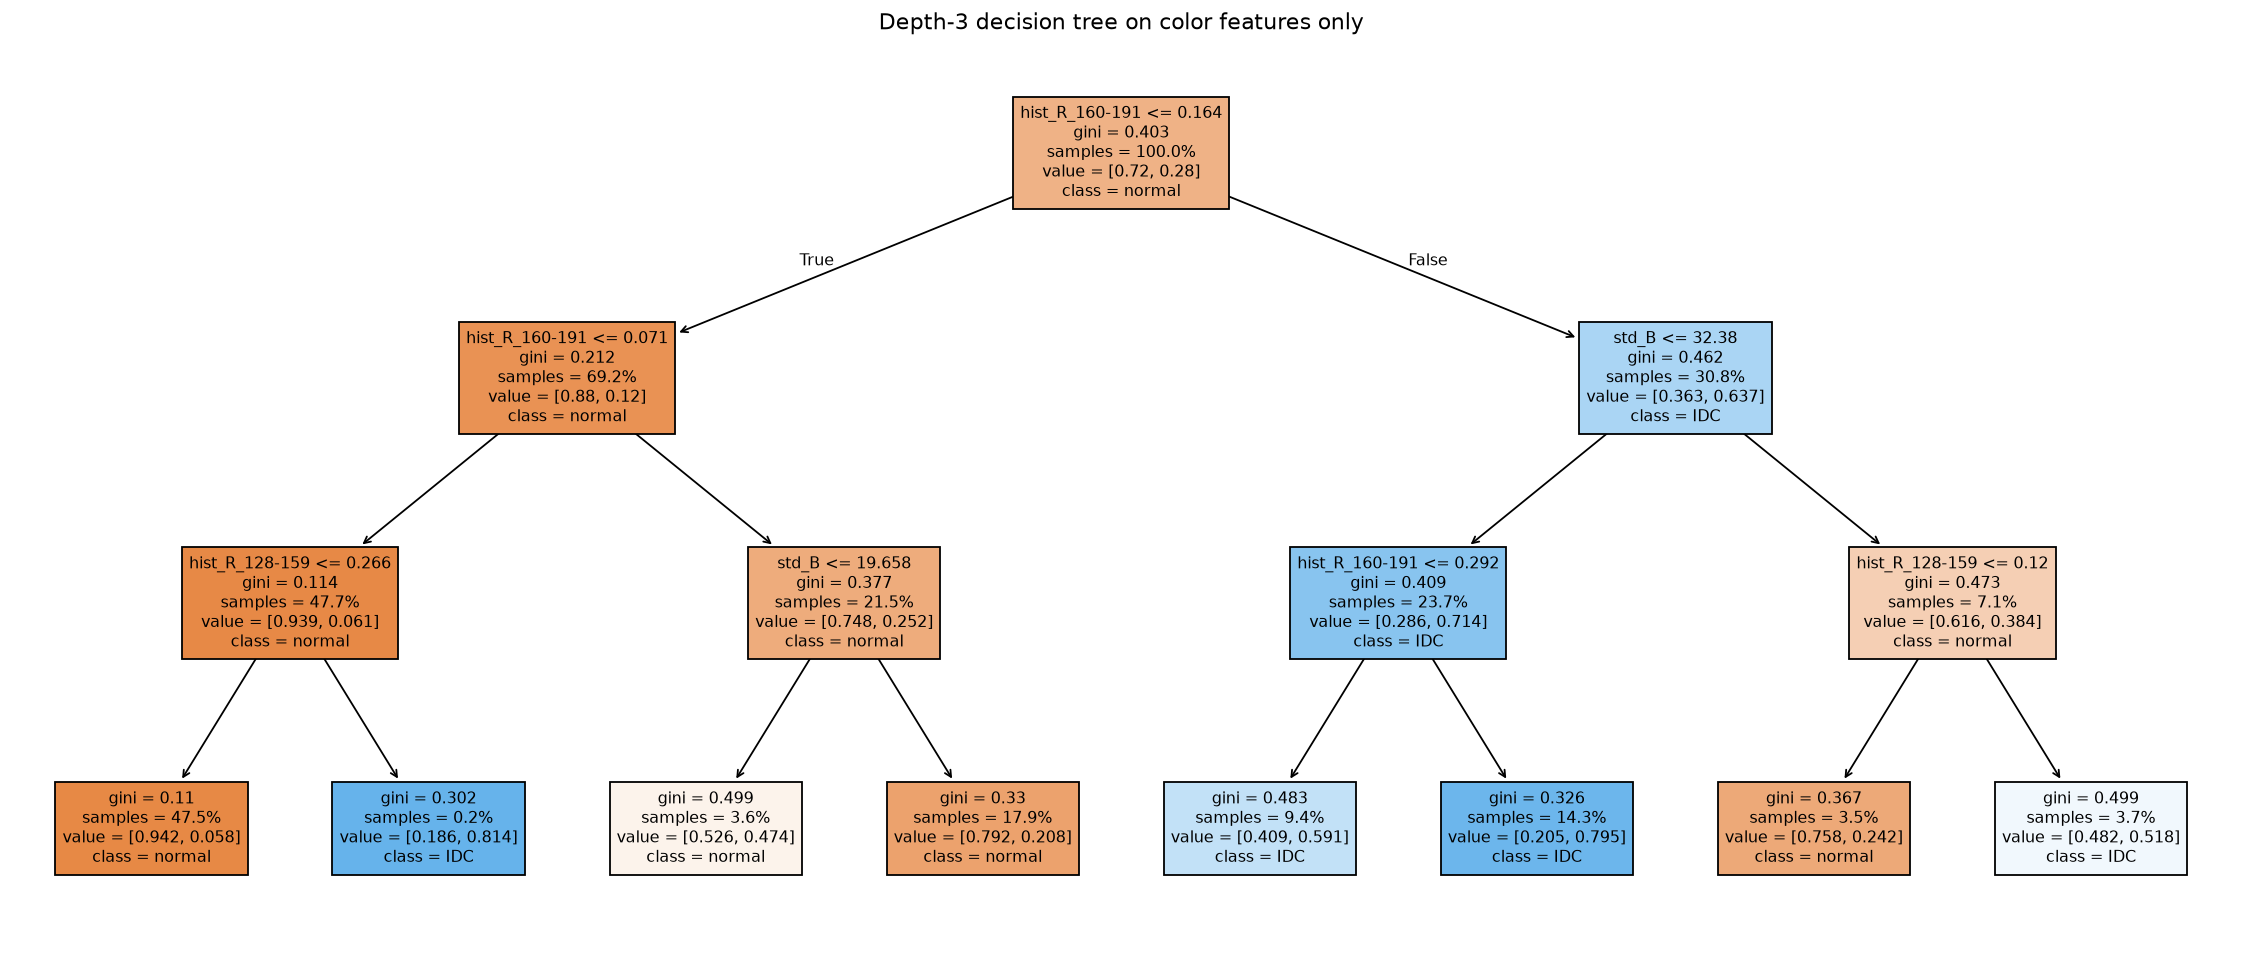 Depth-3 decision tree on color features only
hist_R_160-191 <= 0.164
gini = 0.403
samples = 100.0%
value = [0.72, 0.28]
class = normal
True
False
hist_R_160-191 <= 0.071
gini = 0.212
samples = 69.2%
value = [0.88, 0.12]
class = normal
std_B <= 32.38
gini = 0.462
samples = 30.8%
value = [0.363, 0.637]
class = IDC
hist_R_128-159 <= 0.266
gini = 0.114
samples = 47.7%
value = [0.939, 0.061]
class = normal
std_B <= 19.658
gini = 0.377
samples = 21.5%
value = [0.748, 0.252]
class = normal
hist_R_160-191 <= 0.292
gini = 0.409
samples = 23.7%
value = [0.286, 0.714]
class = IDC
hist_R_128-159 <= 0.12
gini = 0.473
samples = 7.1%
value = [0.616, 0.384]
class = normal
gini = 0.11
samples = 47.5%
value = [0.942, 0.058]
class = normal
gini = 0.302
samples = 0.2%
value = [0.186, 0.814]
class = IDC
gini = 0.499
samples = 3.6%
value = [0.526, 0.474]
class = normal
gini = 0.33
samples = 17.9%
value = [0.792, 0.208]
class = normal
gini = 0.483
samples = 9.4%
value = [0.409, 0.591]
class = IDC
gini = 0.326
samples = 14.3%
value = [0.205, 0.795]
class = IDC
gini = 0.367
samples = 3.5%
value = [0.758, 0.242]
class = normal
gini = 0.499
samples = 3.7%
value = [0.482, 0.518]
class = IDC